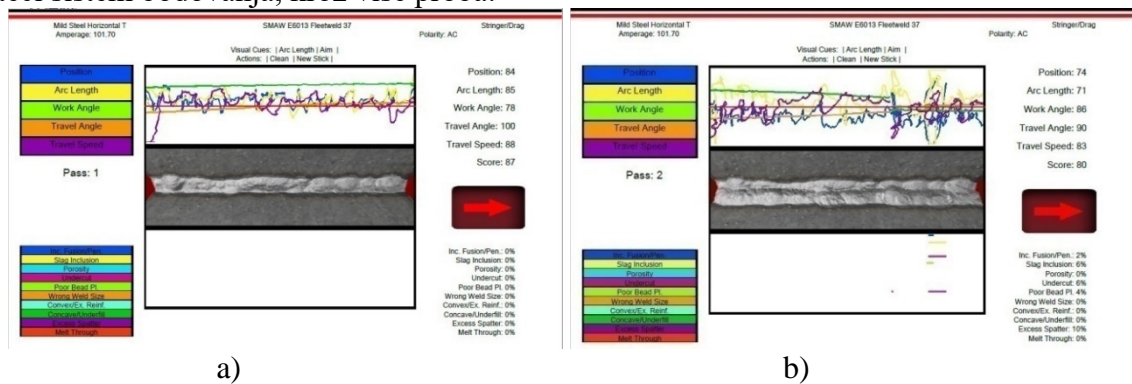 sistem bodovanja, kroz više proba.
Mild Steel Horizontal T
Amperage: 101.70
SMAW E6013 Fleetweld 37
Stringer/Drag
Polarity: AC
Visual Cues: | Arc Length | Aim |
Actions: | Clean | New Stick |
Position
Arc Length
Work Angle
Travel Angle
Travel Speed
Pass: 1
Position: 84
Arc Length: 85
Work Angle: 78
Travel Angle: 100
Travel Speed: 88
Score: 87
Inc. Fusion/Pen.
Slag Inclusion
Porosity
Undercut
Poor Bead Pl.
Wrong Weld Size
Convex/Ex. Reinf.
Concave/Underfill
Excess Spatter
Melt Through
Inc. Fusion/Pen.: 0%
Slag Inclusion: 0%
Porosity: 0%
Undercut: 0%
Poor Bead Pl.: 0%
Wrong Weld Size: 0%
Convex/Ex. Reinf.: 0%
Concave/Underfill: 0%
Excess Spatter: 0%
Melt Through: 0%
a)
Mild Steel Horizontal T
Amperage: 101.70
SMAW E6013 Fleetweld 37
Stringer/Drag
Polarity: AC
Visual Cues: | Arc Length | Aim |
Actions: | Clean | New Stick |
Position
Arc Length
Work Angle
Travel Angle
Travel Speed
Pass: 2
Position: 74
Arc Length: 71
Work Angle: 86
Travel Angle: 90
Travel Speed: 83
Score: 80
Inc. Fusion/Pen.
Slag Inclusion
Porosity
Undercut
Poor Bead Pl.
Wrong Weld Size
Convex/Ex. Reinf.
Concave/Underfill
Excess Spatter
Melt Through
Inc. Fusion/Pen.: 2%
Slag Inclusion: 6%
Porosity: 0%
Undercut: 6%
Poor Bead Pl.: 4%
Wrong Weld Size: 0%
Convex/Ex. Reinf.: 0%
Concave/Underfill: 0%
Excess Spatter: 10%
Melt Through: 0%
b)